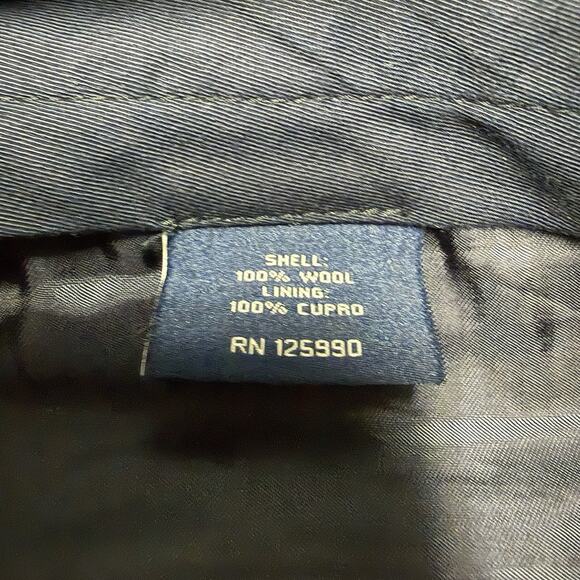 SHELL:
100% WOOL
LINING:
100% CUPRO
RN 125990